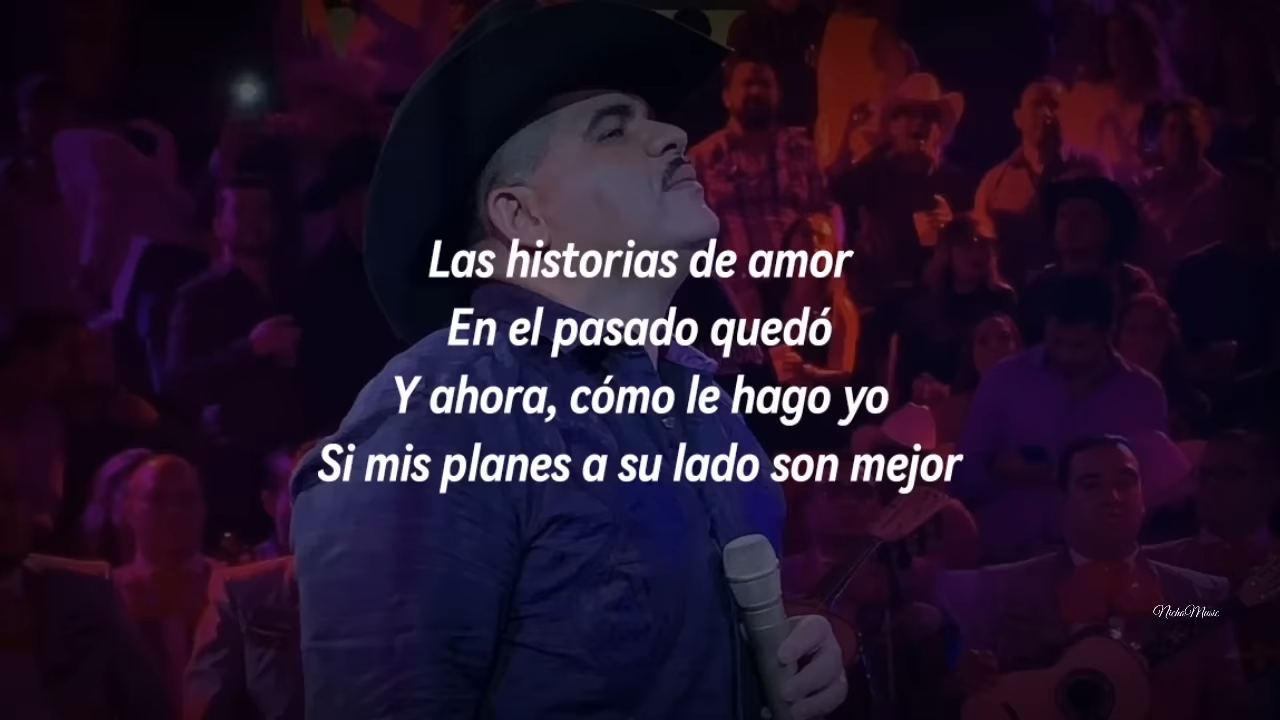 Las historias de amor
En el pasado quedó
Y ahora, cómo le hago yo
Si mis planes a su lado son mejor
NichoMusic